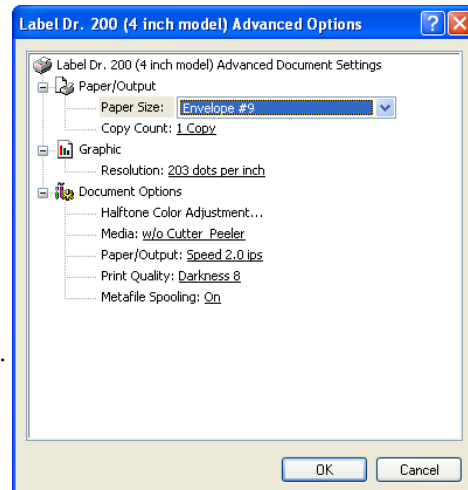 Label Dr. 200 (4 inch model) Advanced Options
Label Dr. 200 (4 inch model) Advanced Document Settings
Paper/Output
Paper Size: Envelope #9
Copy Count: 1 Copy
Graphic
Resolution: 203 dots per inch
Document Options
Halftone Color Adjustment...
Media: w/o Cutter_Peeler
Paper/Output: Speed 2.0 ips
Print Quality: Darkness 8
Metafile Spooling: On
.
OK Cancel